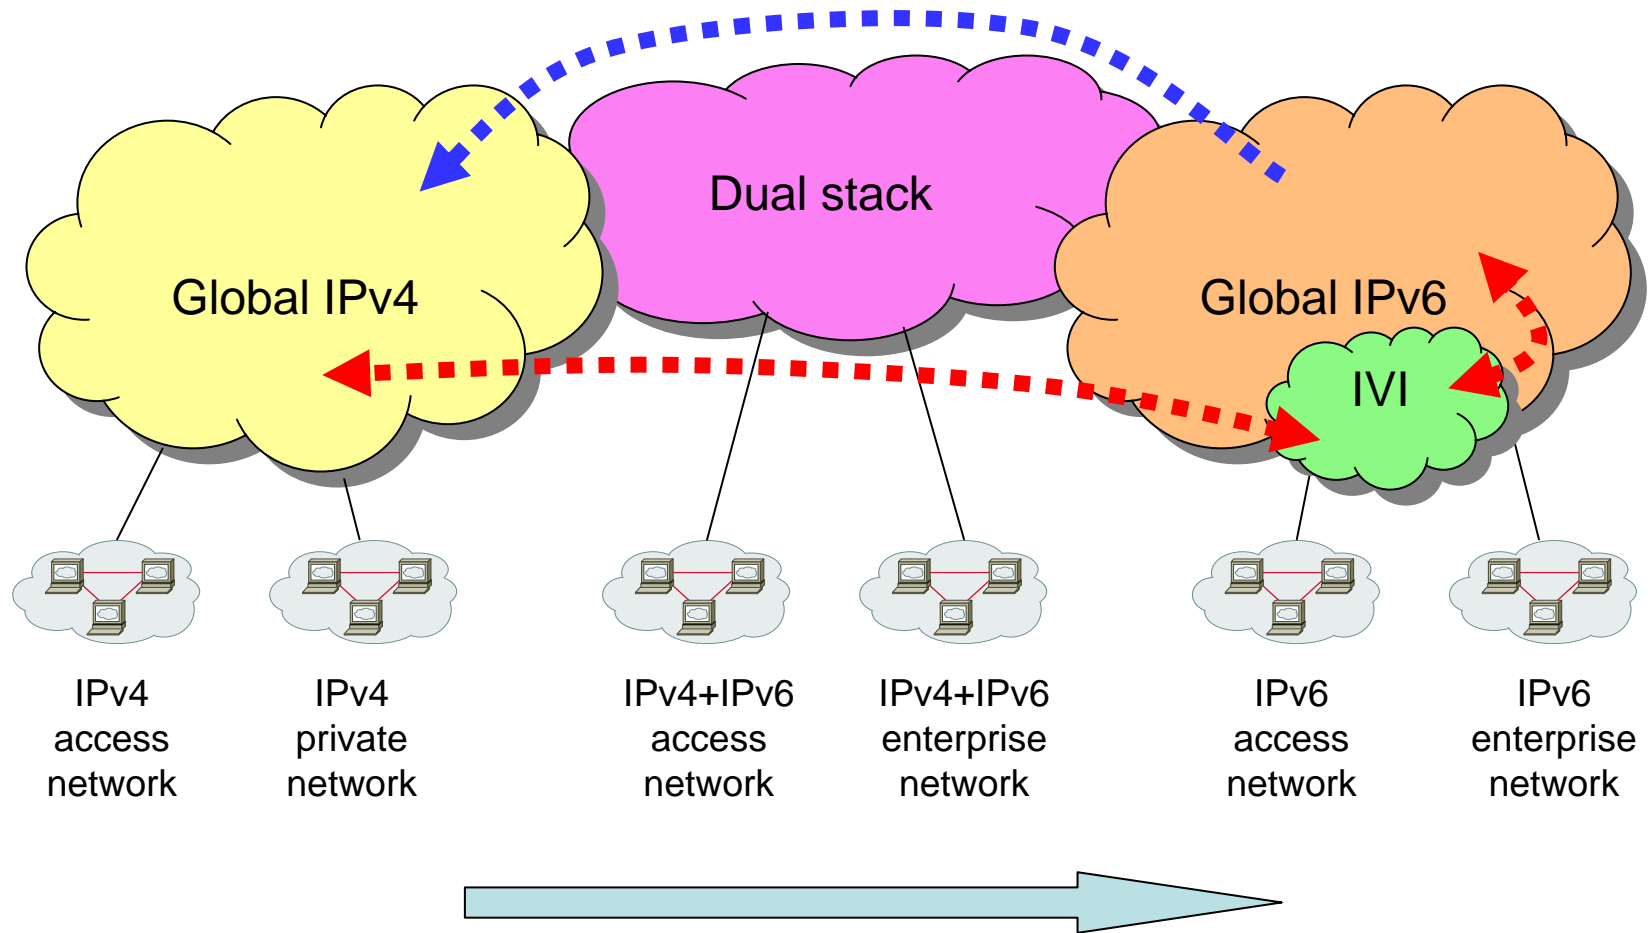 Dual stack
Global IPv4
Global IPv6
IVI
IPv4
access
network
IPv4
private
network
IPv4+IPv6
access
network
IPv4+IPv6
enterprise
network
IPv6
access
network
IPv6
enterprise
network